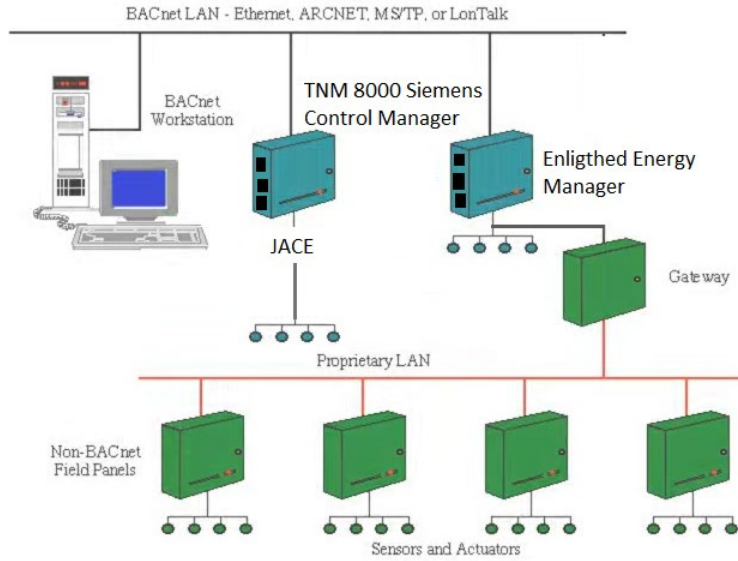 BACnet LAN - Ethernet, ARCNET, MS/TP, or LonTalk
BACnet
Workstation
TNM 8000 Siemens
Control Manager
Enligthed Energy
Manager
JACE
Gateway
Proprietary LAN
Non-BACnet
Field Panels
Sensors and Actuators